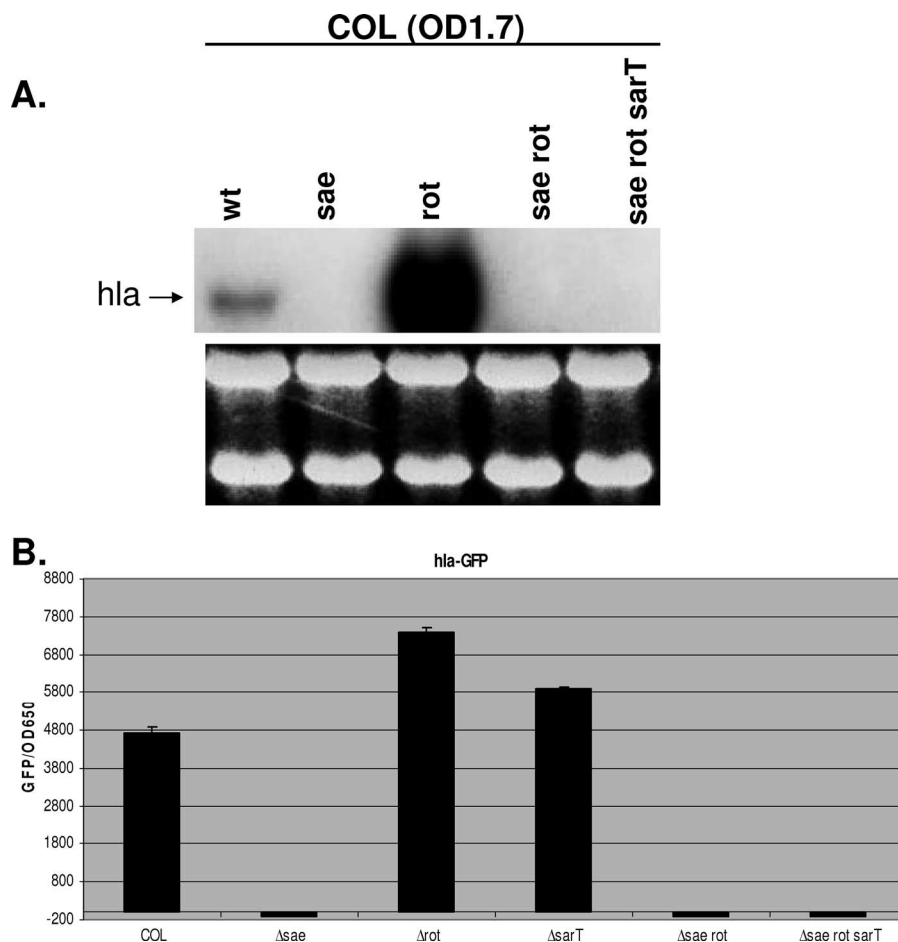 COL (OD1.7)
A.
wt
sae
rot
sae rot
sae rot sarT
hla
B.
hla-GFP
GFP/OD650
8800
7800
6800
5800
4800
3800
2800
1800
800
-200
COL
Δsae
Δrot
ΔsarT
Δsae rot
Δsae rot sarT